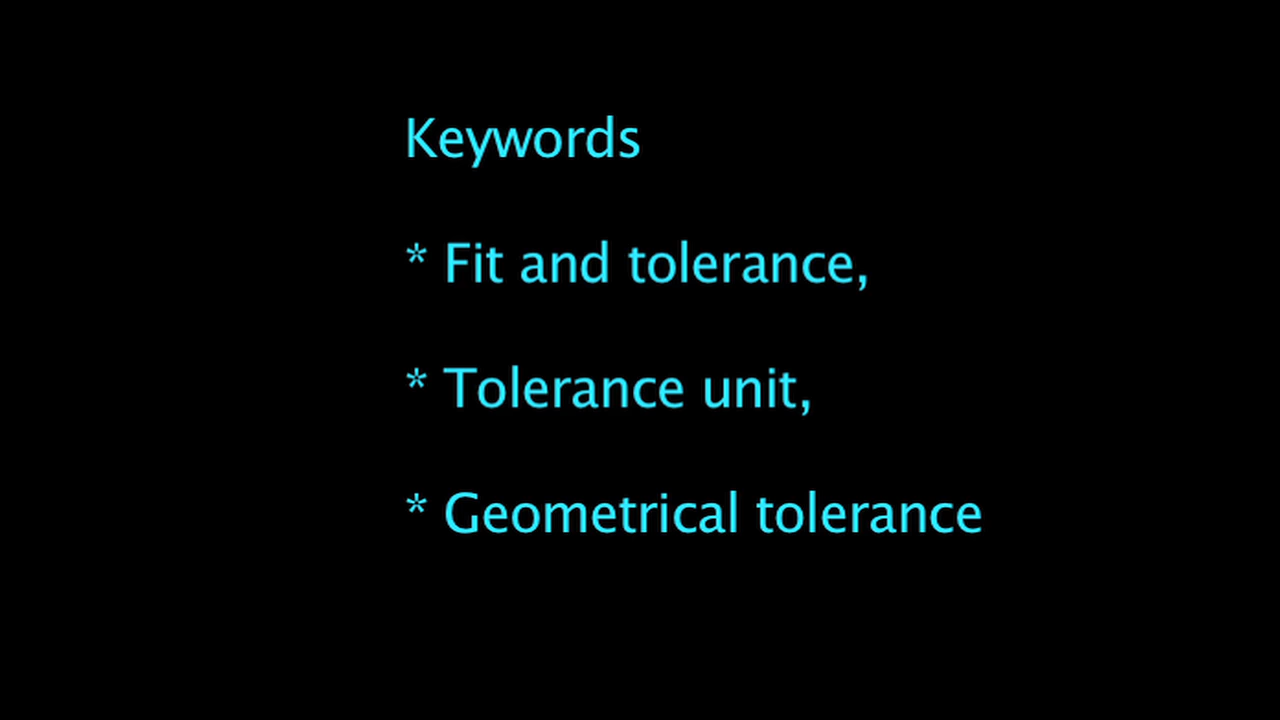 Keywords
* Fit and tolerance,
* Tolerance unit,
* Geometrical tolerance